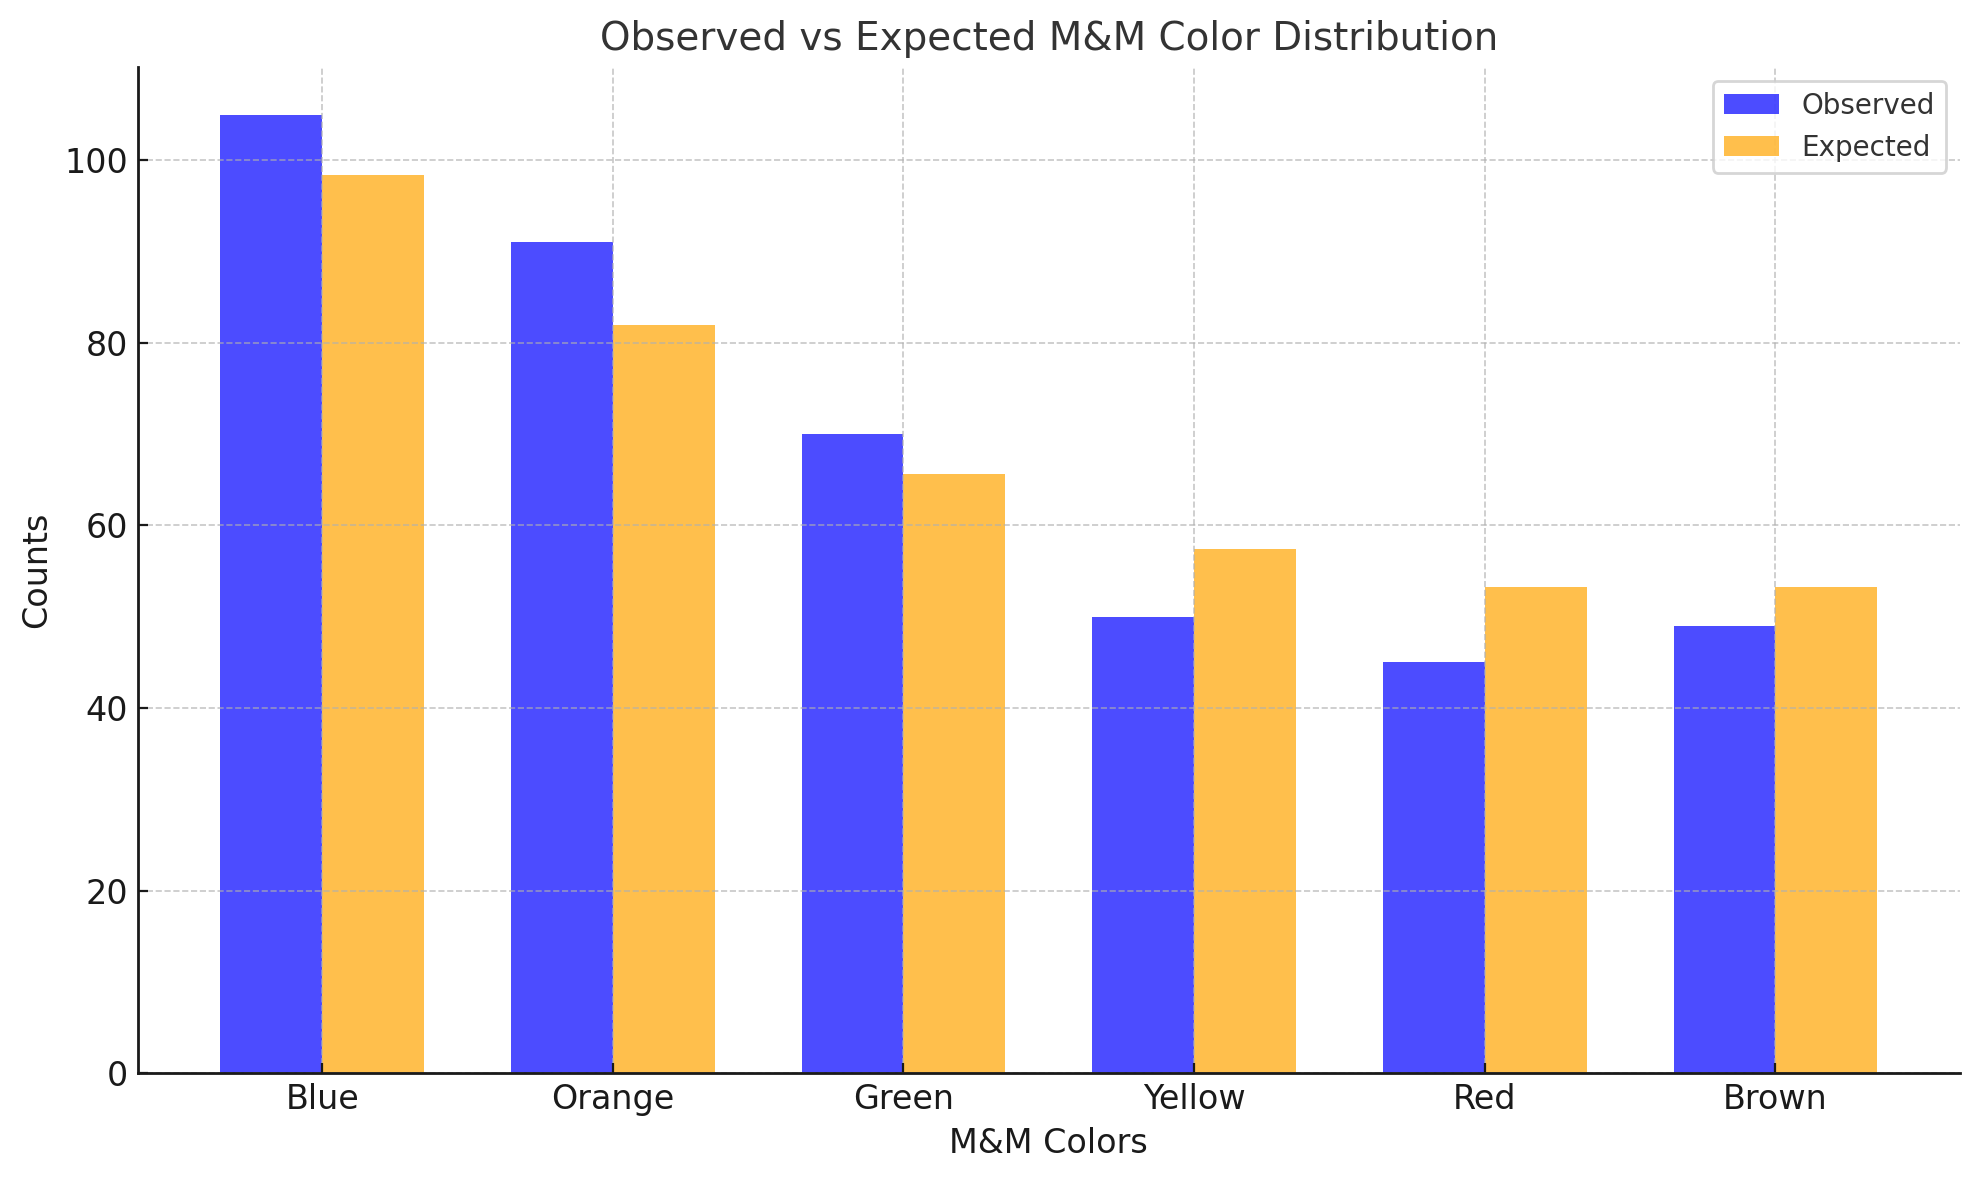 Observed vs Expected M&M Color Distribution
Observed
Expected
Counts
100
80
60
40
20
0
Blue Orange Green Yellow Red Brown
M&M Colors